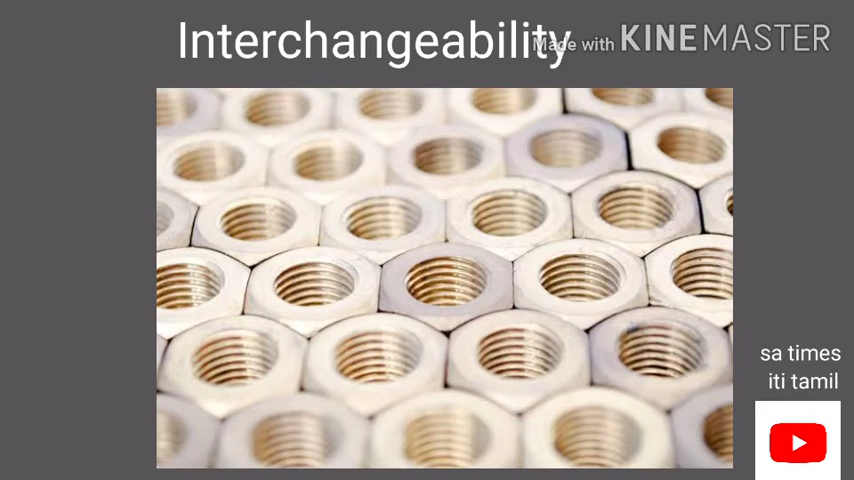 Interchangeability
Made with KINEMASTER
sa times
iti tamil